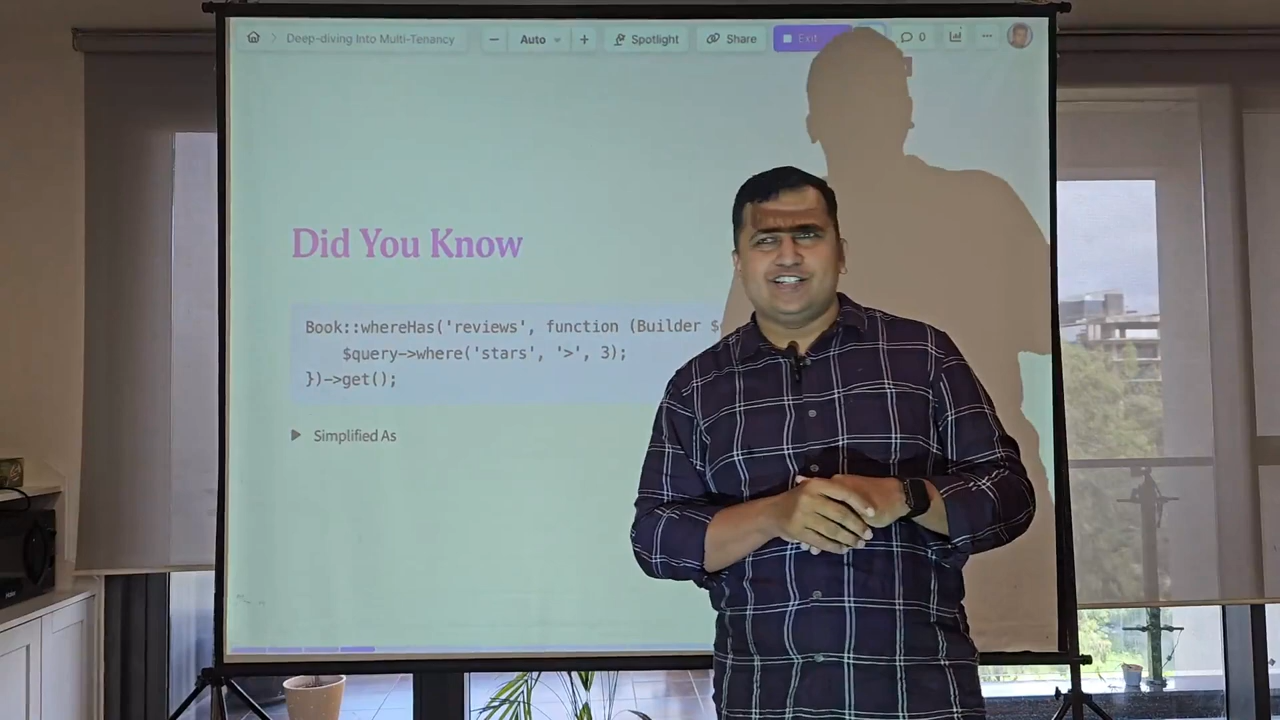 Deep-diving Into Multi-Tenancy
Auto
Spotlight
Share
Exit
0
Did You Know
Book::whereHas('reviews', function (Builder $
$query->where('stars', '>', 3);
})->get();
Simplified As